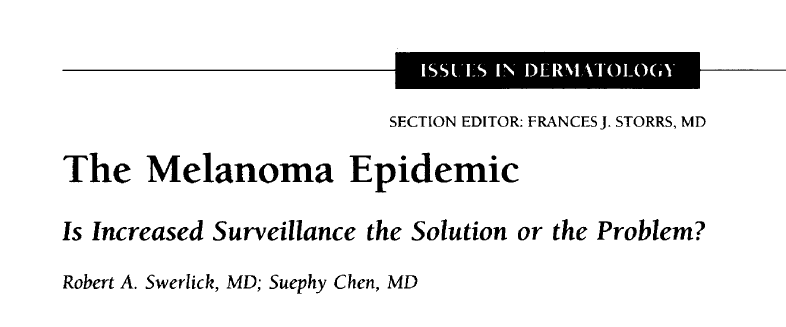 ISSUES IN DERMATOLOGY
SECTION EDITOR: FRANCES J. STORRS, MD
The Melanoma Epidemic
Is Increased Surveillance the Solution or the Problem?
Robert A. Swerlick, MD; Suephy Chen, MD